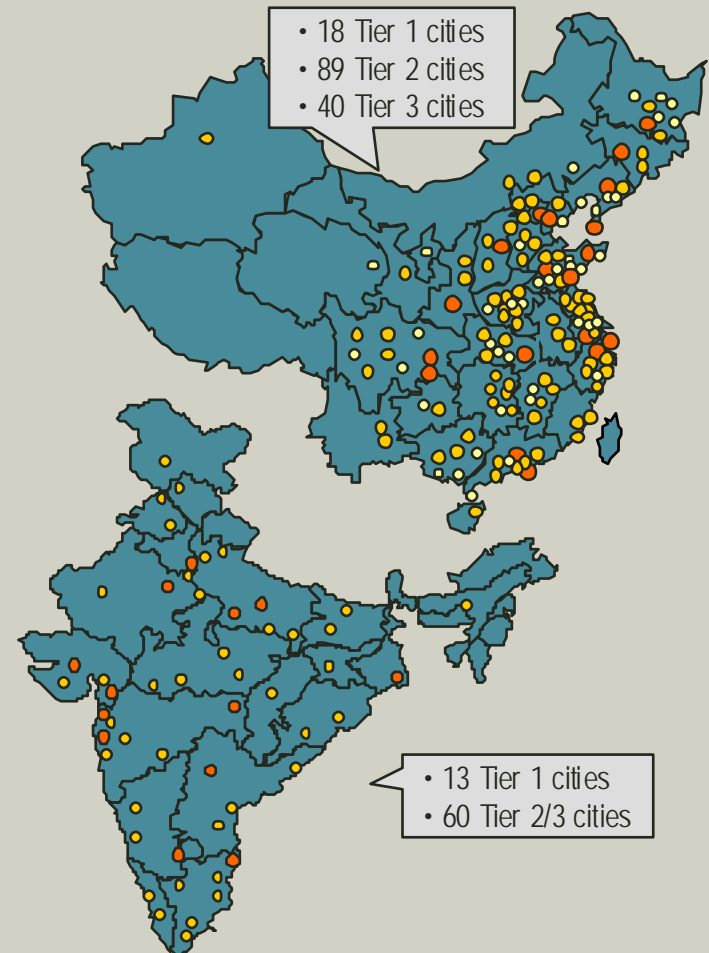 • 18 Tier 1 cities
• 89 Tier 2 cities
• 40 Tier 3 cities
• 13 Tier 1 cities
• 60 Tier 2/3 cities